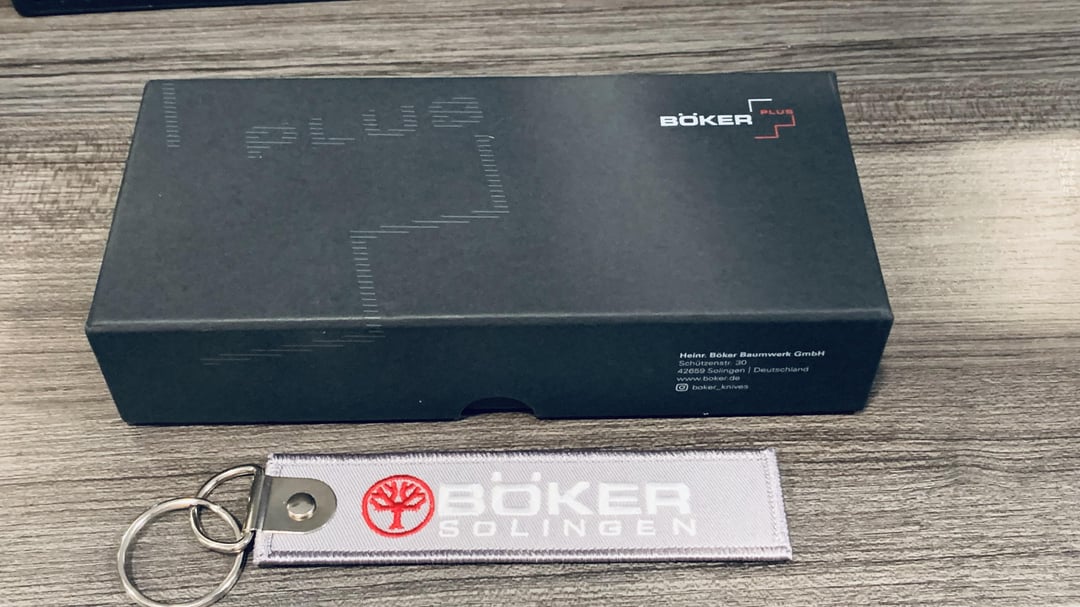 PLUS
BÖKER PLUS
Heinr. Böker Baumwerk GmbH
Schützenstr. 30
42659 Solingen | Deutschland
www.boker.de
boker_knives
BÖKER
SOLINGEN